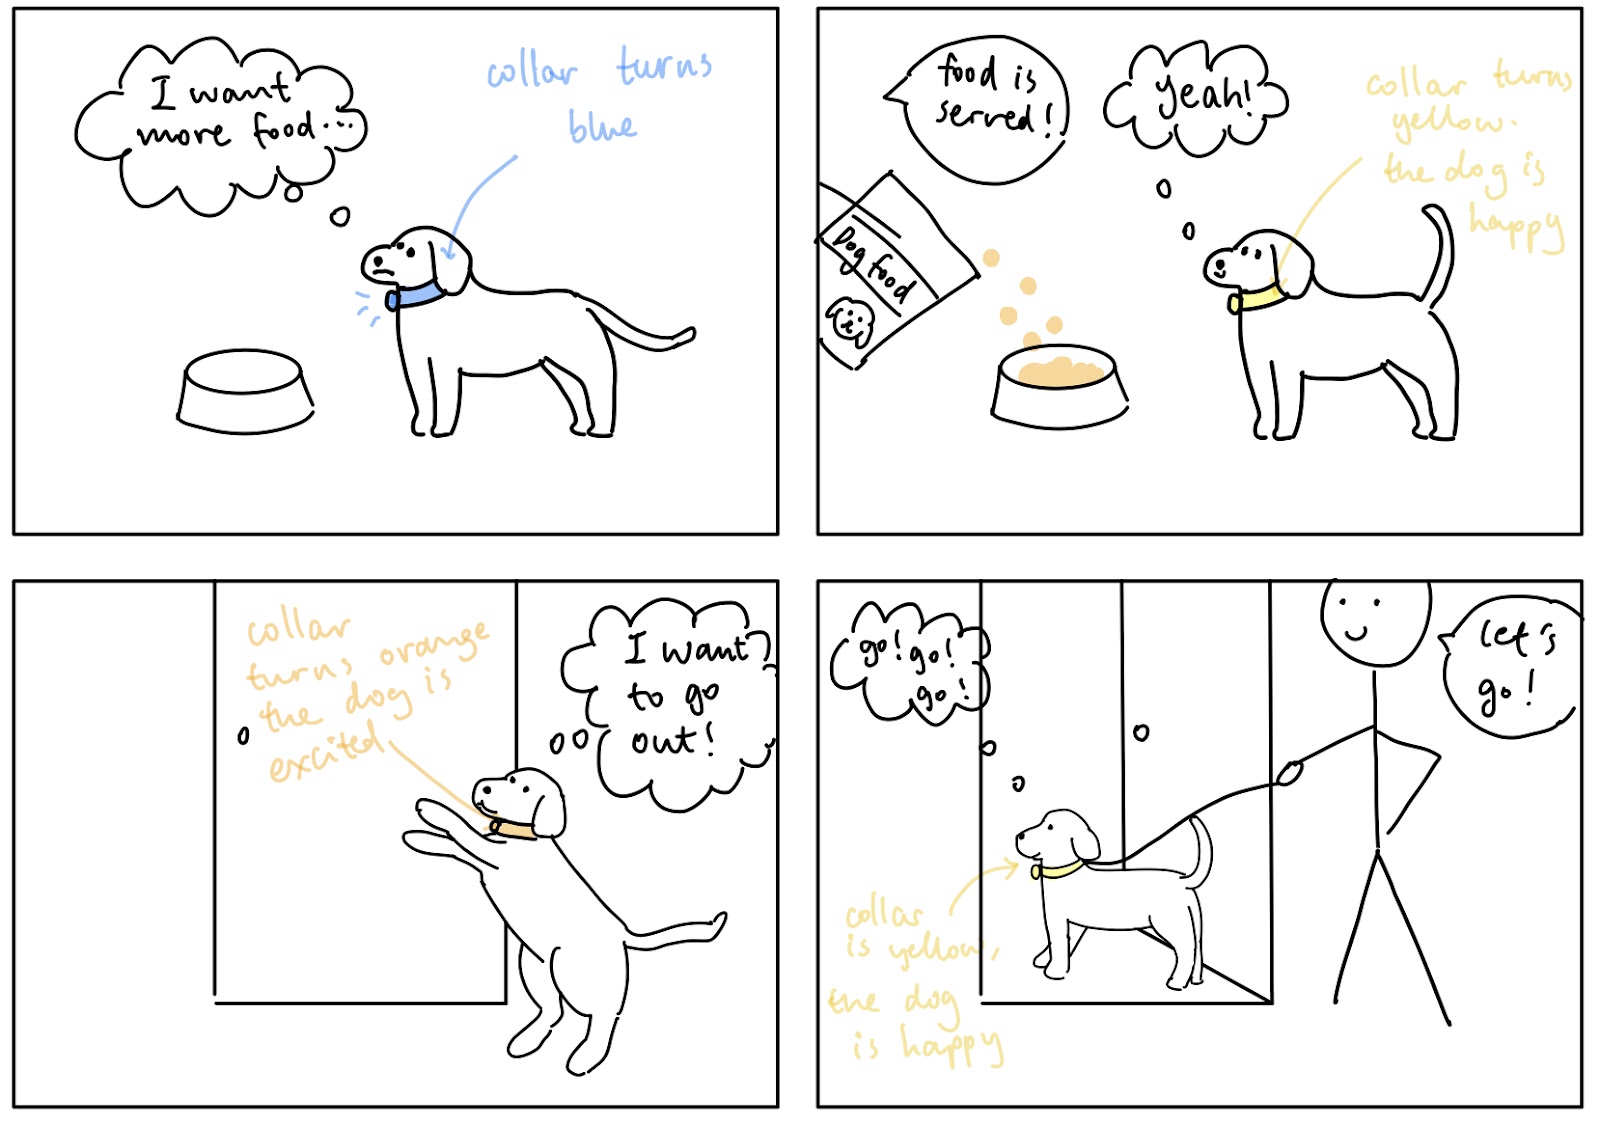 I want
more food...
collar turns
blue
food is
served!
Yeah!
collar turns
yellow.
the dog is
happy
Dog food
collar
turns orange
the dog is
excited
I want
to go
out!
go! go!
go!
let's
go!
collar
is yellow,
the dog
is happy